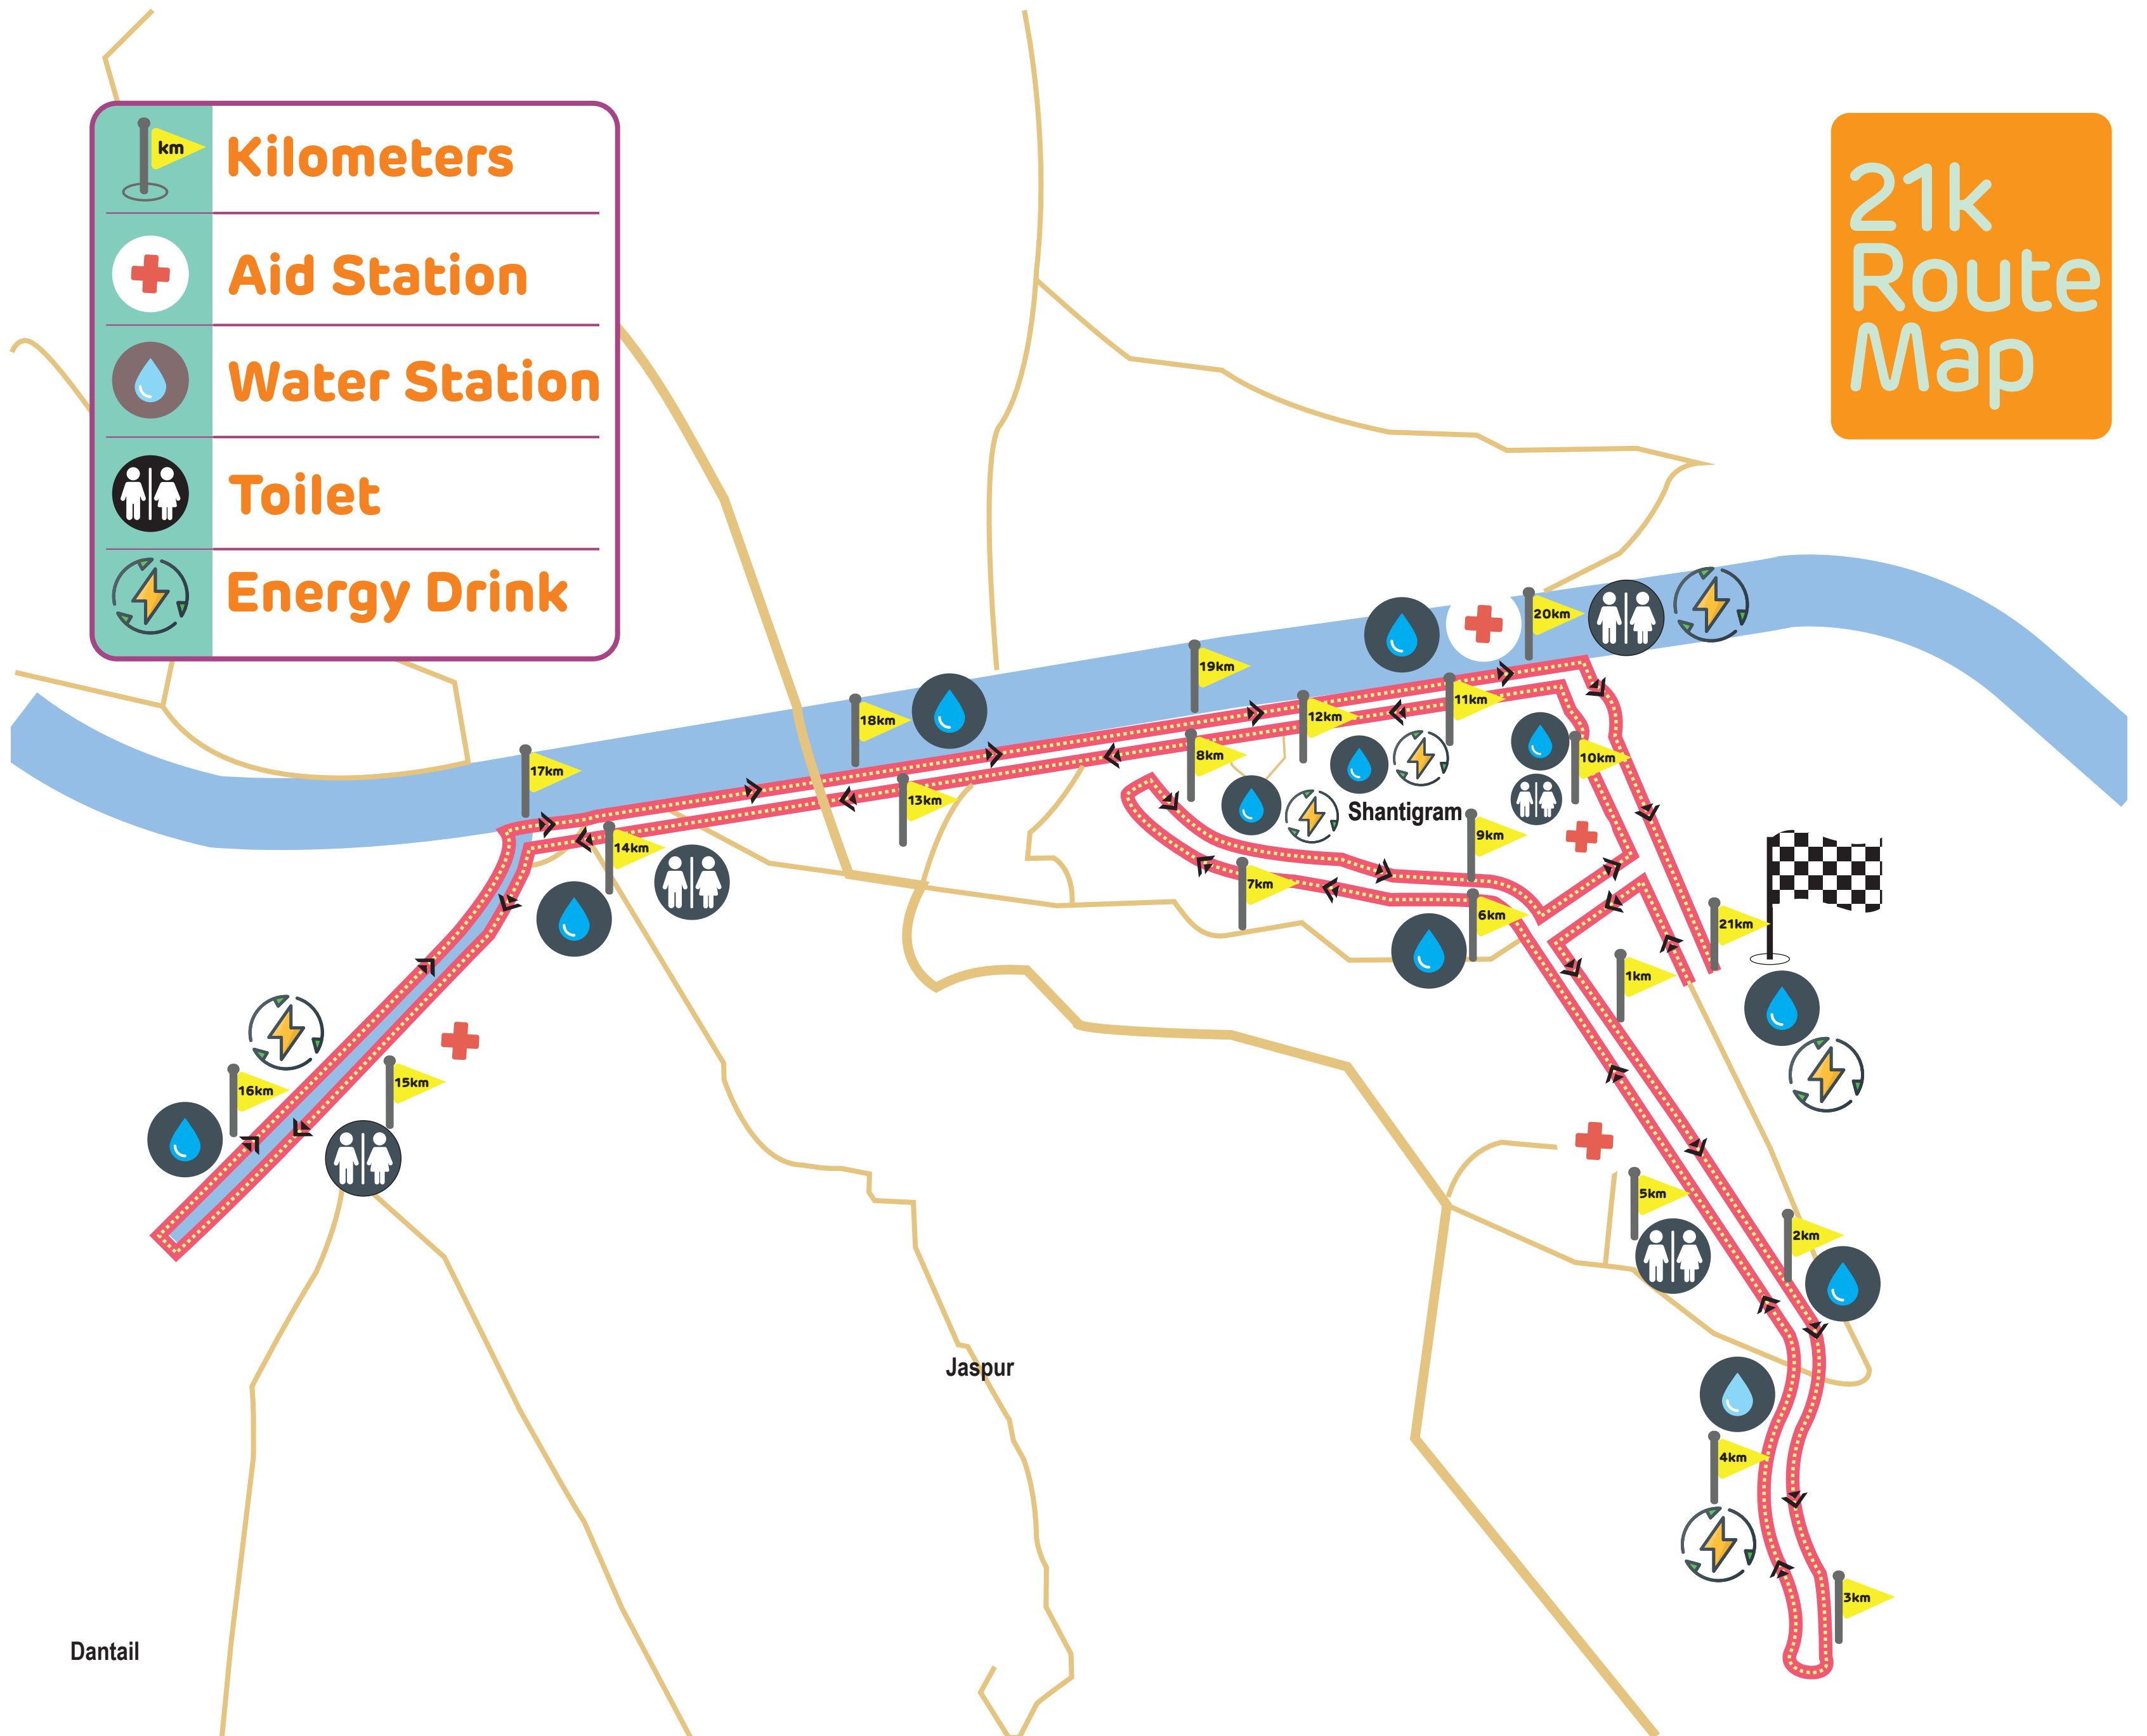 km
Kilometers
Aid Station
Water Station
Toilet
Energy Drink
21k
Route
Map
20km
19km
18km
17km
11km
12km
8km
10km
13km
14km
Shantigram
9km
7km
6km
21km
1km
16km
15km
5km
2km
Jaspur
4km
3km
Dantail